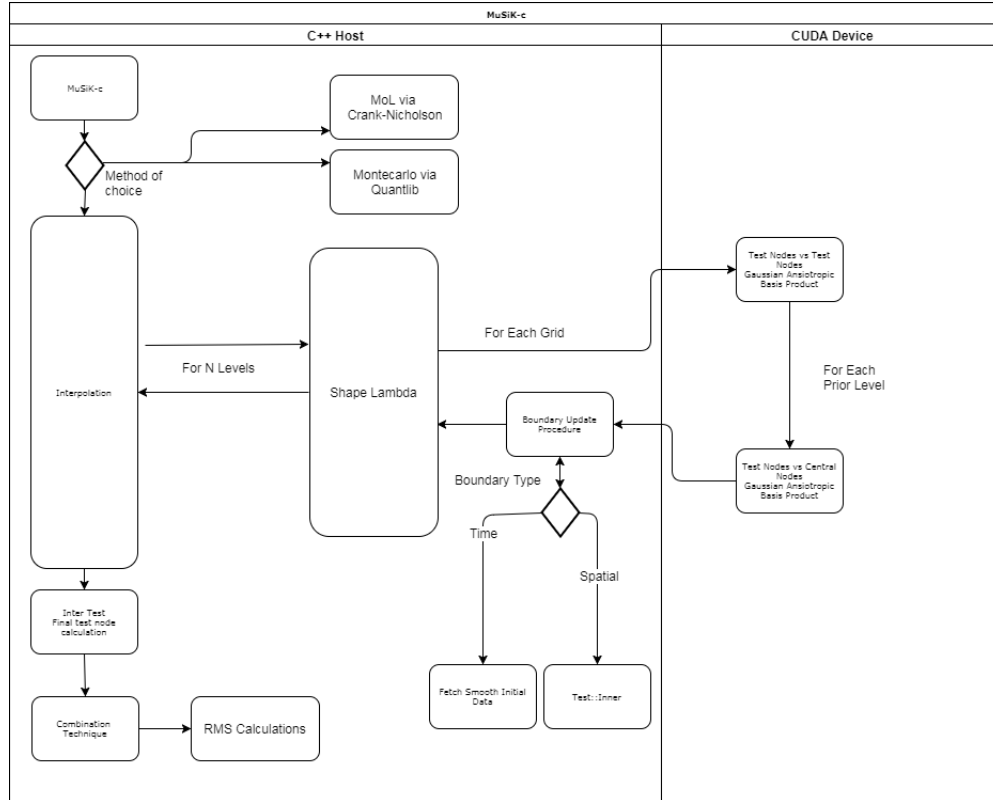 MuSiK-c
C++ Host
CUDA Device
MuSiK-c
MoL via
Crank-Nicholson
Method of
choice
Montecarlo via
Quantlib
Test Nodes vs Test
Nodes
Gaussian Ansiotropic
Basis Product
For Each Grid
For N Levels
Interpolation
Shape Lambda
For Each
Prior Level
Boundary Update
Procedure
Test Nodes vs Central
Nodes
Gaussian Ansiotropic
Basis Product
Boundary Type
Time
Spatial
Inter Test
Final test node
calculation
Fetch Smooth Initial
Data
Test::Inner
Combination
Technique
RMS Calculations